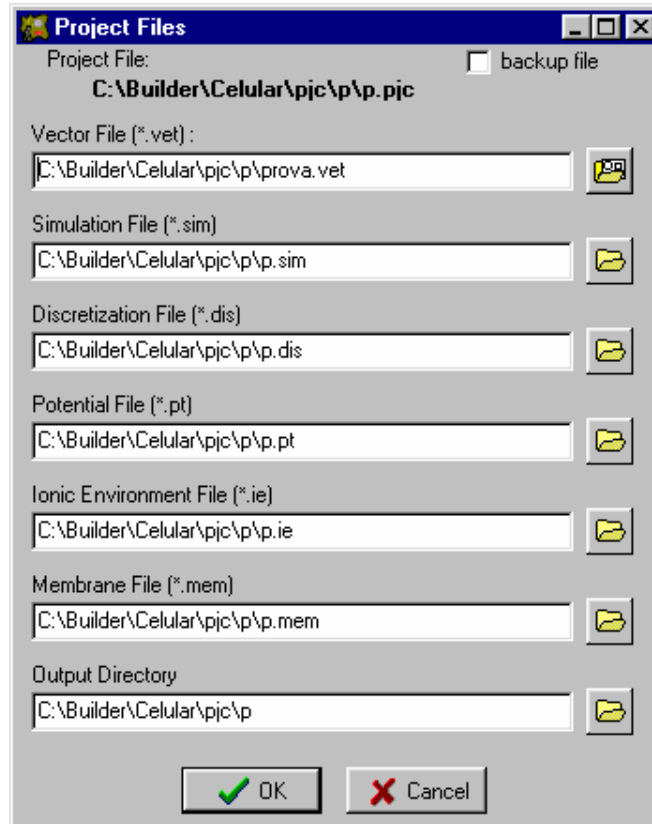 Project Files
Project File:
backup file
C:\Builder\Celular\pjc\p\p.pjc
Vector File (*.vet) :
C:\Builder\Celular\pjc\p\prova.vet
Simulation File (*.sim)
C:\Builder\Celular\pjc\p\p.sim
Discretization File (*.dis)
C:\Builder\Celular\pjc\p\p.dis
Potential File (*.pt)
C:\Builder\Celular\pjc\p\p.pt
Ionic Environment File (*.ie)
C:\Builder\Celular\pjc\p\p.ie
Membrane File (*.mem)
C:\Builder\Celular\pjc\p\p.mem
Output Directory
C:\Builder\Celular\pjc\p
OK
Cancel